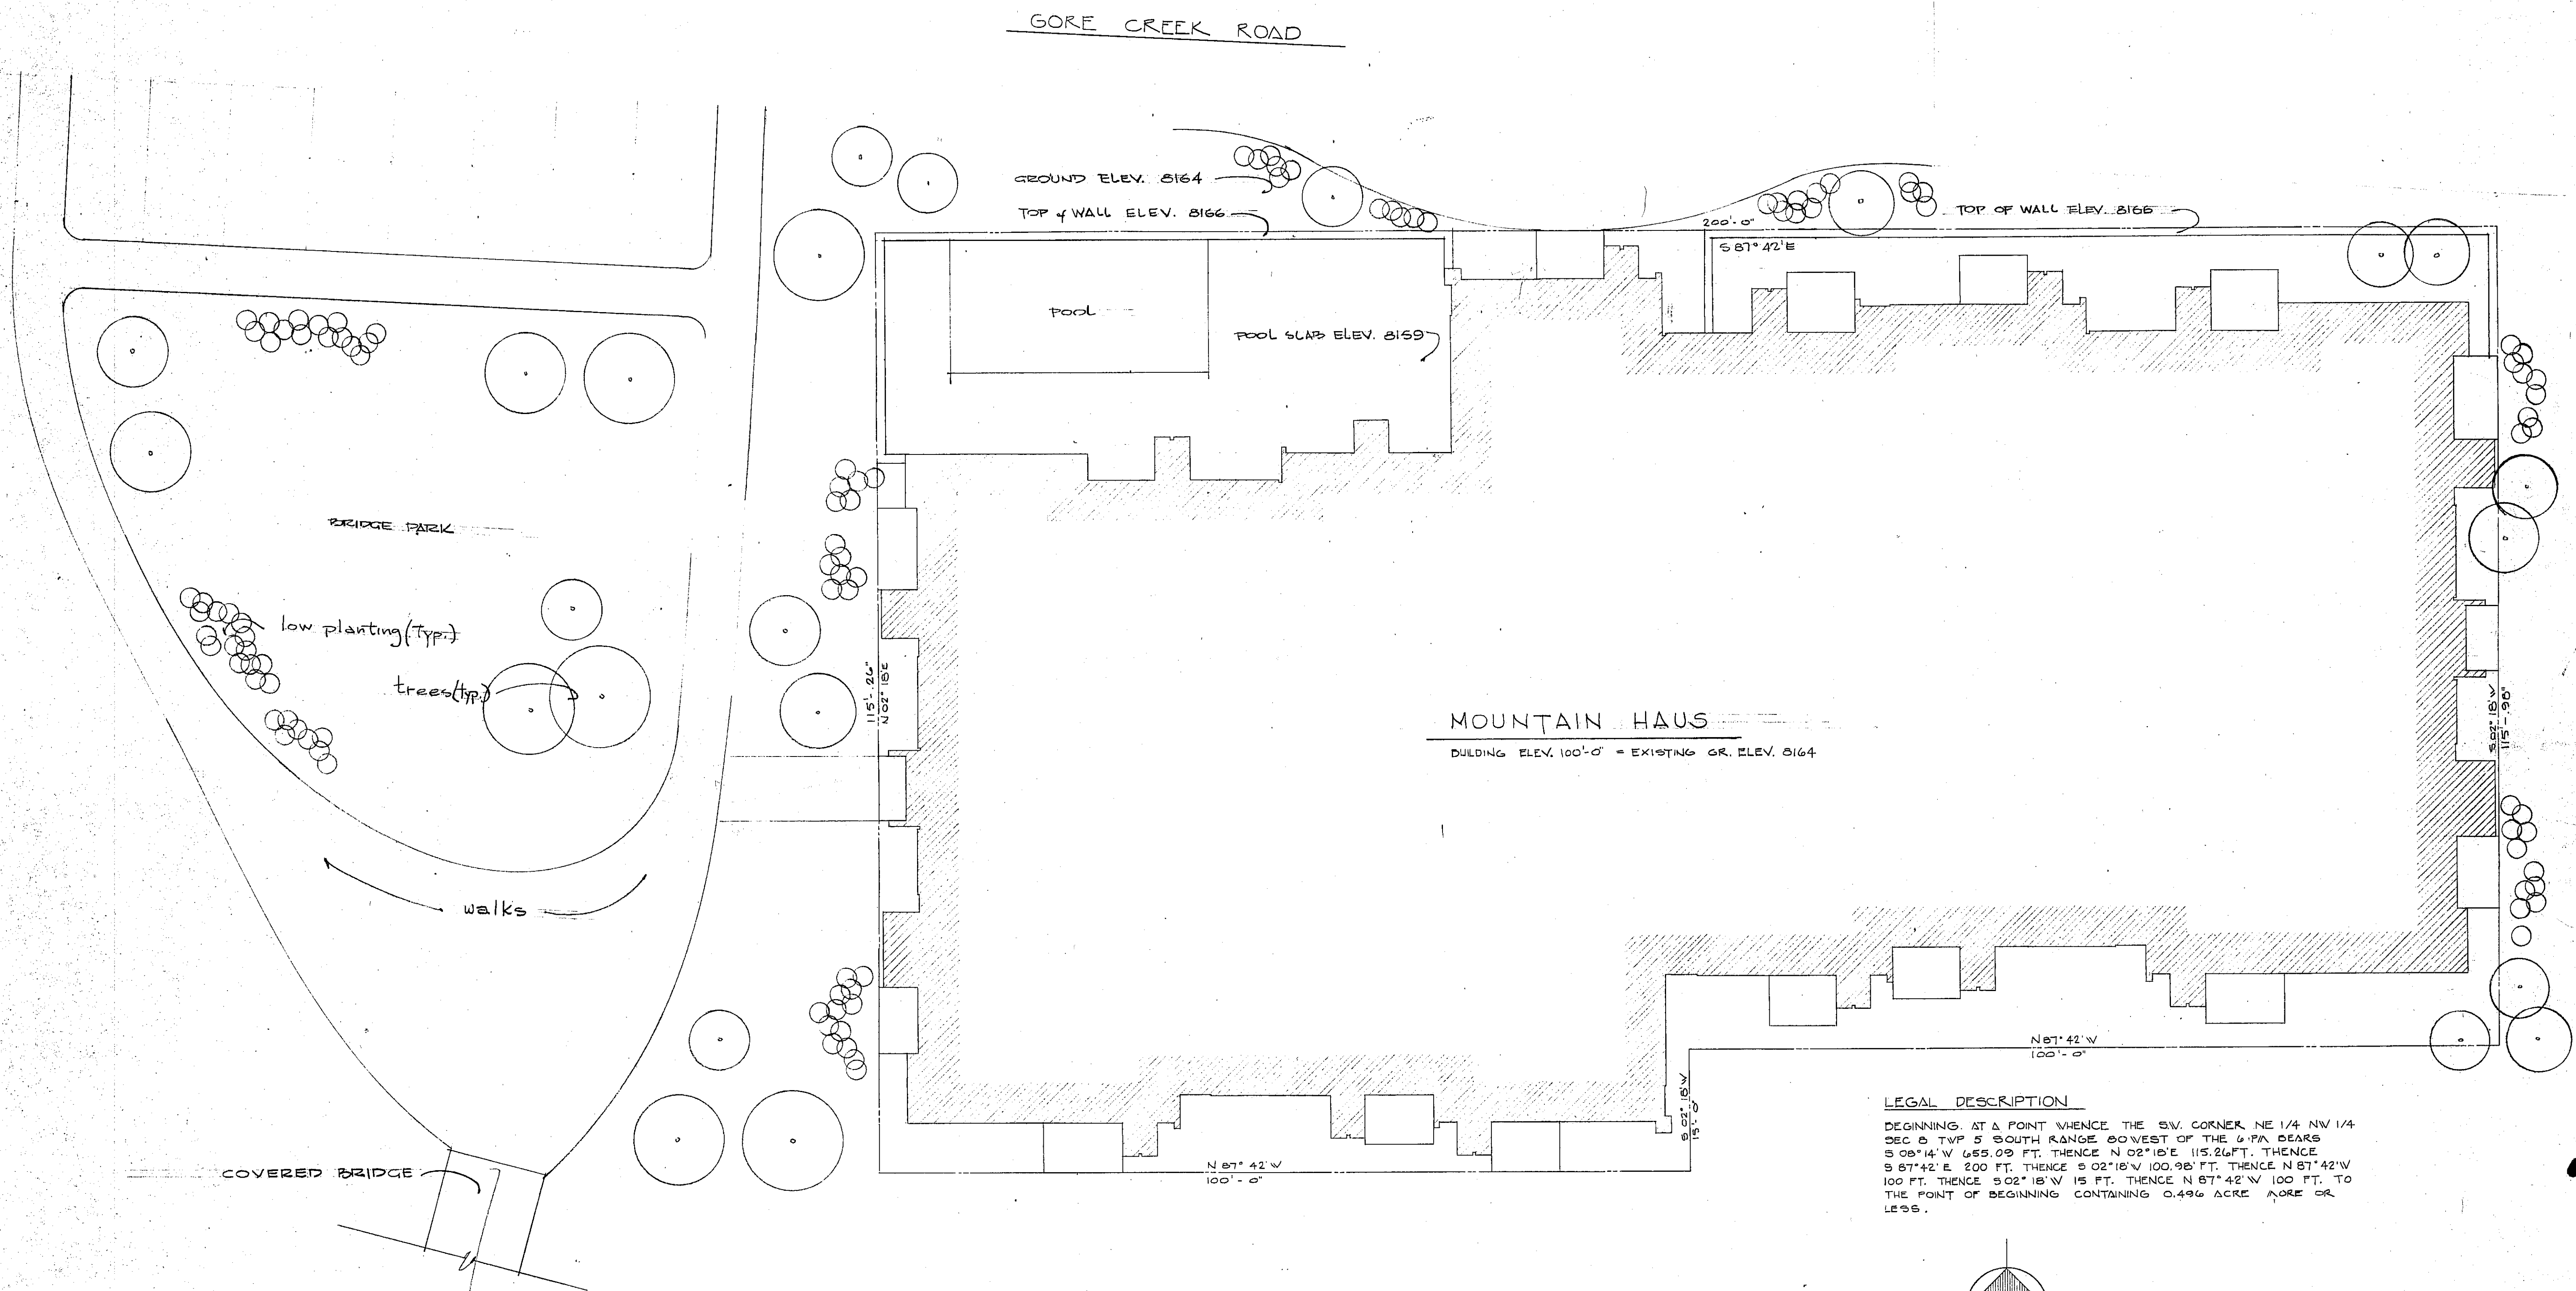 GORE CREEK ROAD
GROUND ELEV. 8164
TOP of WALL ELEV. 8166
200'-0"
S 87° 42' E
TOP OF WALL ELEV. 8166
POOL
POOL SLAB ELEV. 8159
BRIDGE PARK
low planting (Typ.)
trees (typ.)
115'-.26"
N 02° 18' E
MOUNTAIN HAUS
BUILDING ELEV. 100'-0" = EXISTING GR. ELEV. 8164
S 02° 18' W
115'-.98"
walks
N 87° 42' W
100'-0"
S 02° 18' W
15'-0"
N 87° 42' W
100'-0"
COVERED BRIDGE
LEGAL DESCRIPTION
BEGINNING. AT A POINT WHENCE THE S.W. CORNER NE 1/4 NW 1/4
SEC 8 TWP 5 SOUTH RANGE 80 WEST OF THE 6 P.M BEARS
S 08° 14' W 655.09 FT. THENCE N 02° 18' E 115.26 FT. THENCE
S 87° 42' E 200 FT. THENCE S 02° 18' W 100.98' FT. THENCE N 87° 42' W
100 FT. THENCE S 02° 18' W 15 FT. THENCE N 87° 42' W 100 FT. TO
THE POINT OF BEGINNING CONTAINING 0.496 ACRE MORE OR
LESS.